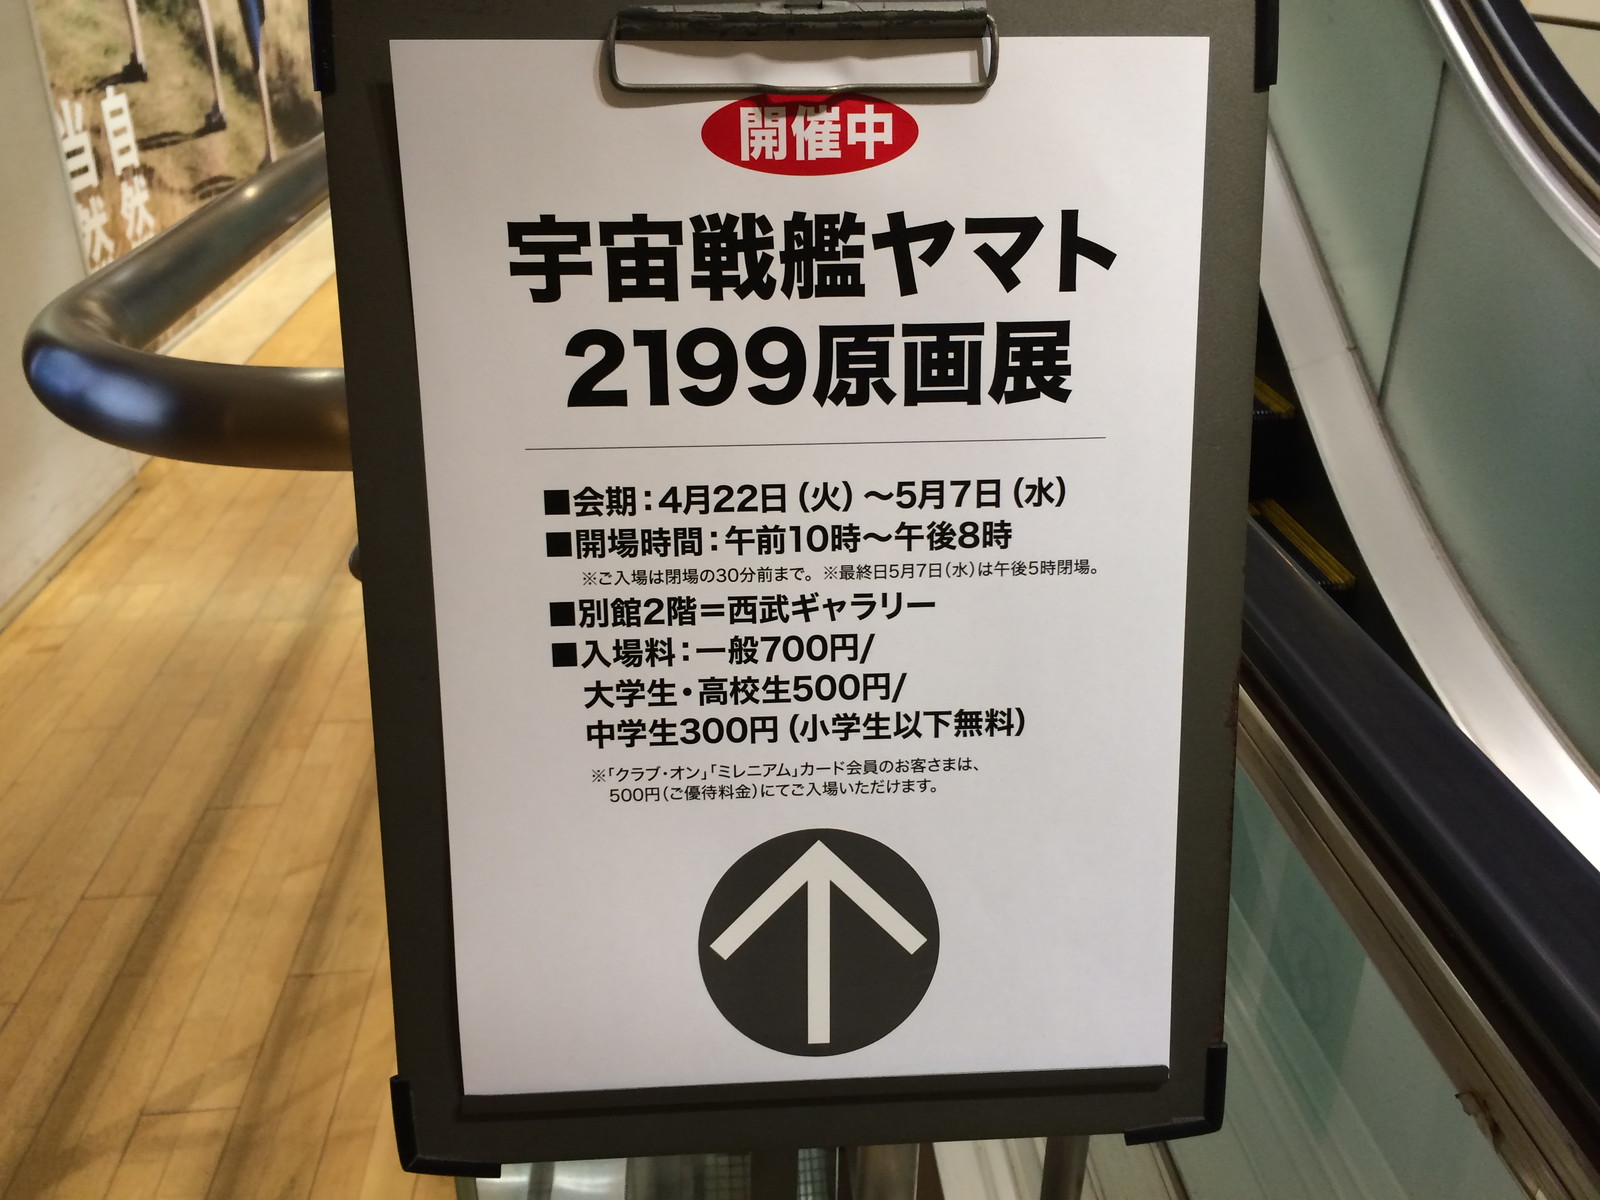 開催中
宇宙戦艦ヤマト
2199原画展
■会期：4月22日（火）～5月7日（水）
■開場時間：午前10時～午後8時
※ご入場は閉場の30分前まで。※最終日5月7日（水）は午後5時閉場。
■別館2階＝西武ギャラリー
■入場料：一般700円/
大学生・高校生500円/
中学生300円（小学生以下無料）
※「クラブ・オン」「ミレニアム」カード会員のお客さまは、
500円（ご優待料金）にてご入場いただけます。
自然
当然